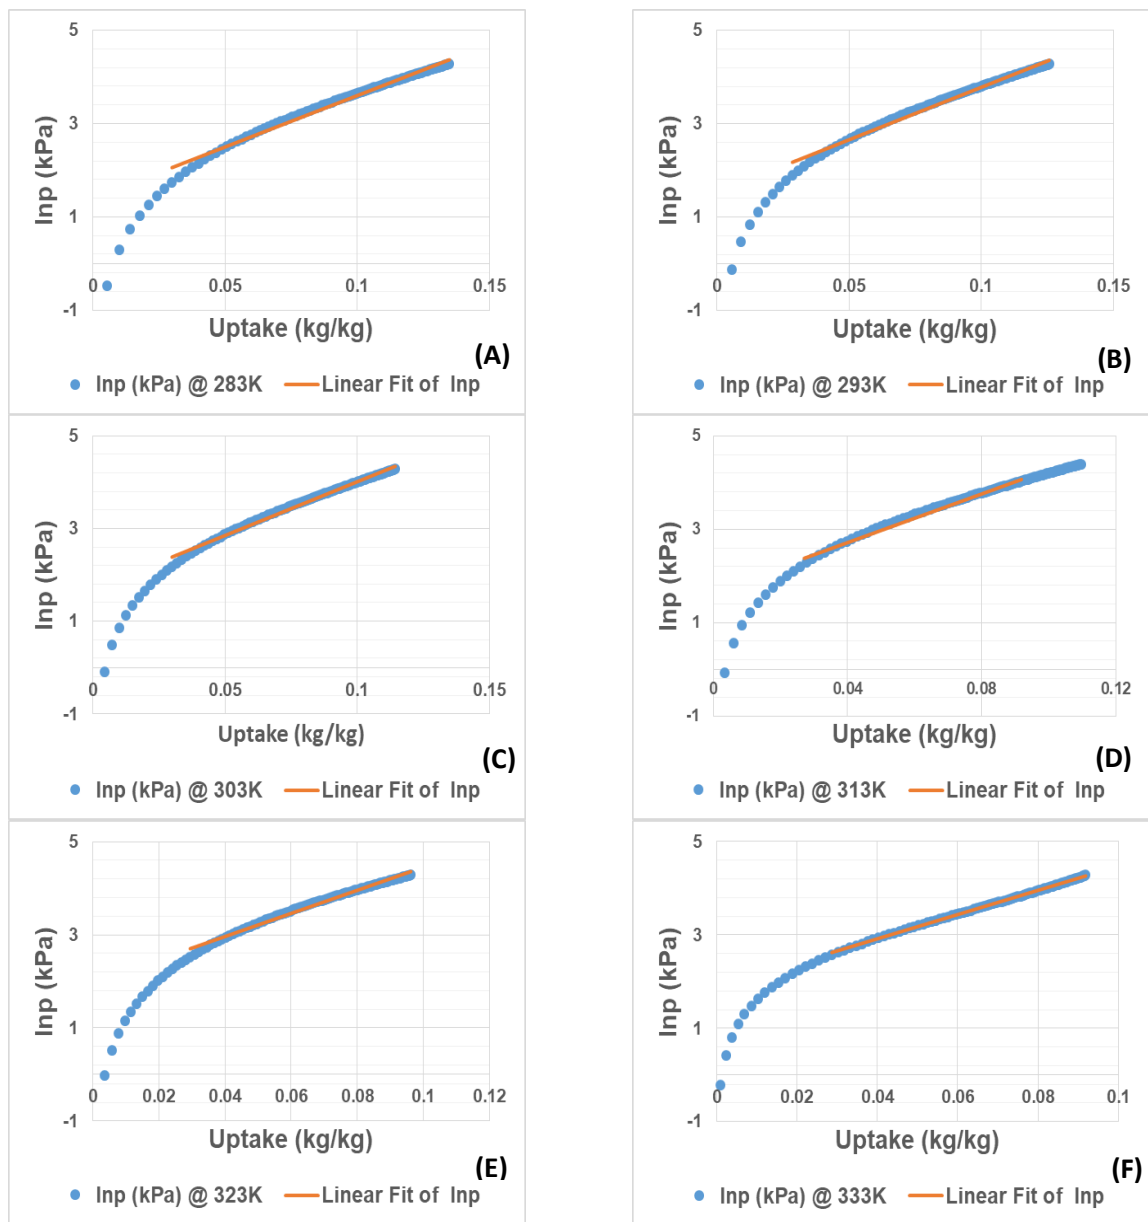 5
3
1
-1
0
0.05
0.1
0.15
lnp (kPa)
Uptake (kg/kg)
(A)
lnp (kPa) @ 283K
Linear Fit of lnp
5
3
1
-1
0
0.05
0.1
0.15
lnp (kPa)
Uptake (kg/kg)
(B)
lnp (kPa) @ 293K
Linear Fit of lnp
5
3
1
-1
0
0.05
0.1
0.15
lnp (kPa)
Uptake (kg/kg)
(C)
lnp (kPa) @ 303K
Linear Fit of lnp
5
3
1
-1
0
0.04
0.08
0.12
lnp (kPa)
Uptake (kg/kg)
(D)
lnp (kPa) @ 313K
Linear Fit of lnp
5
3
1
-1
0
0.02
0.04
0.06
0.08
0.1
0.12
lnp (kPa)
Uptake (kg/kg)
(E)
lnp (kPa) @ 323K
Linear Fit of lnp
5
3
1
-1
0
0.02
0.04
0.06
0.08
0.1
lnp (kPa)
Uptake (kg/kg)
(F)
lnp (kPa) @ 333K
Linear Fit of lnp